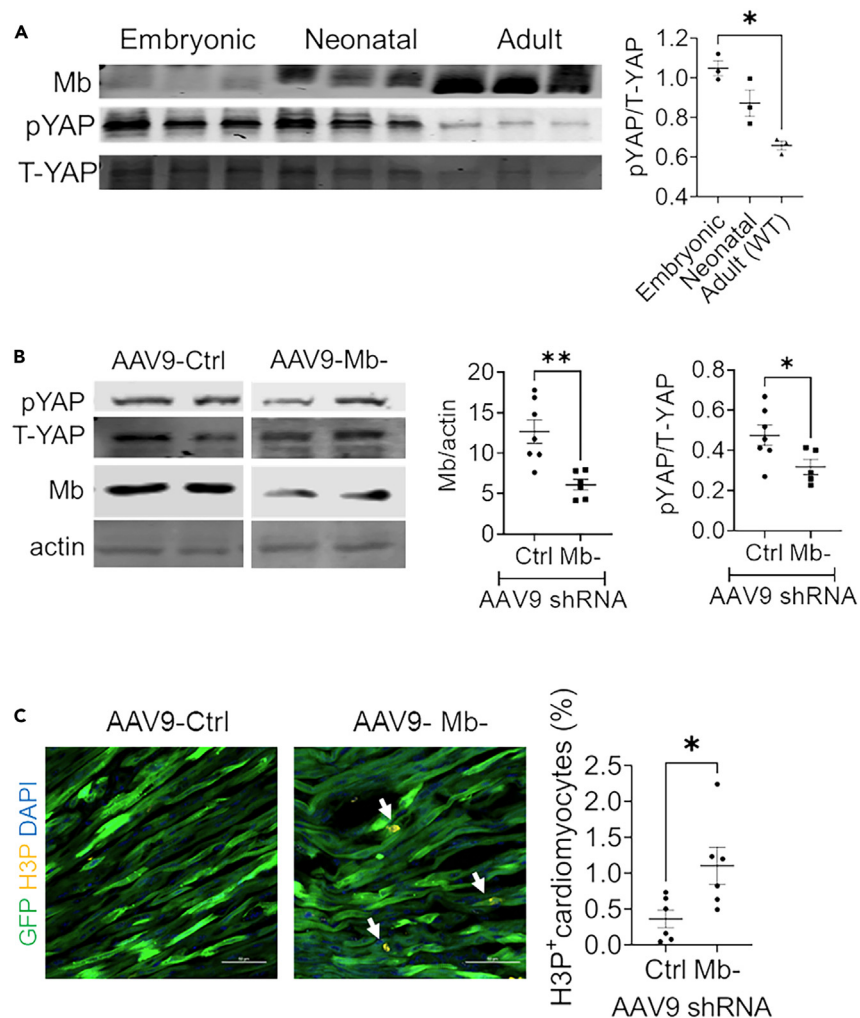 A
Embryonic Neonatal Adult
Mb
pYAP
T-YAP
*
pYAP/T-YAP
1.2
1.0
0.8
0.6
0.4
Embryonic
Neonatal
Adult (WT)
B
AAV9-Ctrl AAV9-Mb-
pYAP
T-YAP
Mb
actin
**
Mb/actin
20
15
10
5
0
Ctrl Mb-
AAV9 shRNA
*
pYAP/T-YAP
0.8
0.6
0.4
0.2
0.0
Ctrl Mb-
AAV9 shRNA
C
AAV9-Ctrl AAV9- Mb-
GFP H3P DAPI
*
H3P+cardiomyocytes (%)
2.5
2.0
1.5
1.0
0.5
0.0
Ctrl Mb-
AAV9 shRNA